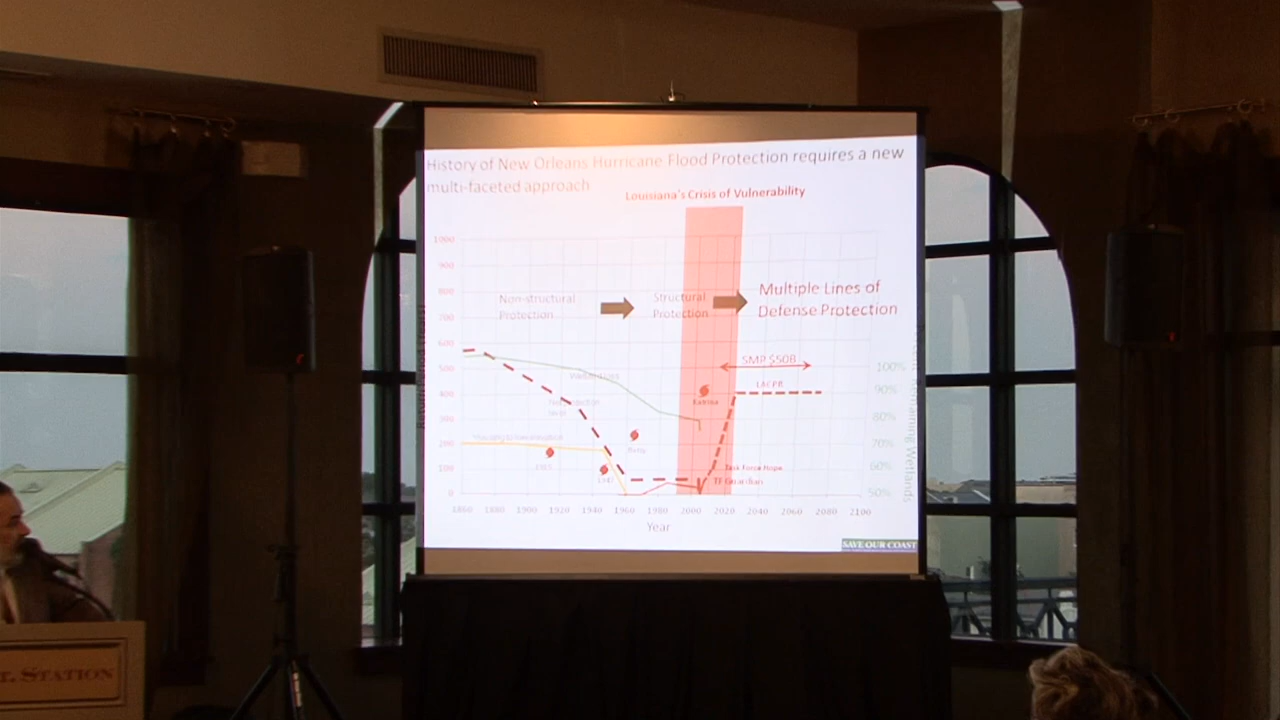 History of New Orleans Hurricane Flood Protection requires a new
multi-faceted approach
Louisiana's Crisis of Vulnerability
1000
900
800
700
600
500
400
300
200
100
0
Non-structural
Protection
Structural
Protection
Multiple Lines of
Defense Protection
SMP $50B
LACPR
Katrina
Betsy
Task Force Hope
TF Guardian
100%
90%
80%
70%
60%
50%
Remaining Wetlands
1860 1880 1900 1920 1940 1960 1980 2000 2020 2040 2060 2080 2100
Year
SAVE OUR COAST
STATION